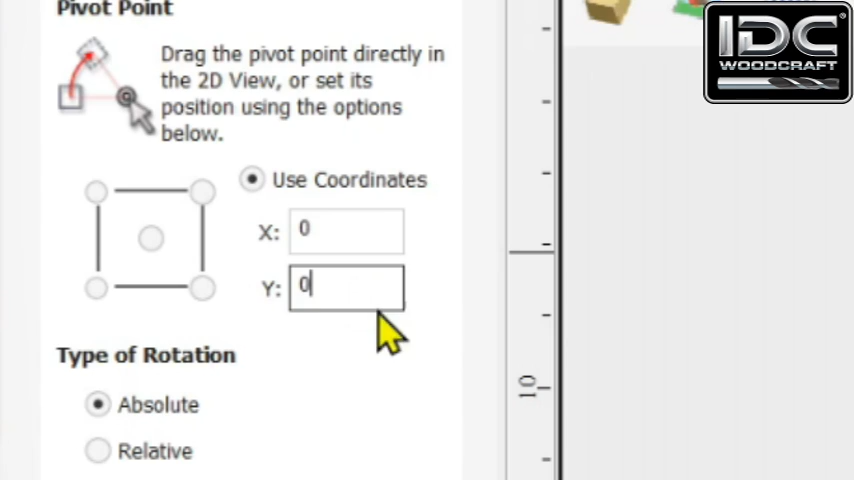 Pivot Point
Drag the pivot point directly in
the 2D View, or set its
position using the options
below.
Use Coordinates
X: 0
Y: 0
Type of Rotation
Absolute
Relative
10
IDC
WOODCRAFT